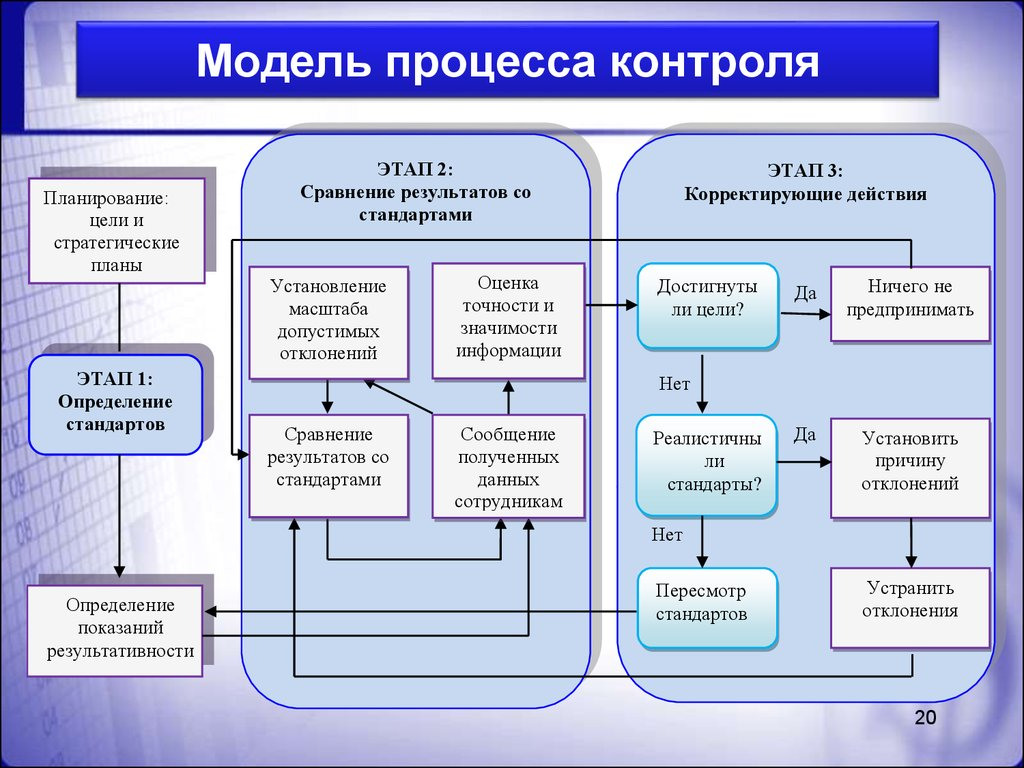 Модель процесса контроля
Планирование:
цели и
стратегические
планы
ЭТАП 1:
Определение
стандартов
Определение
показаний
результативности
ЭТАП 2:
Сравнение результатов со
стандартами
Установление
масштаба
допустимых
отклонений
Оценка
точности и
значимости
информации
Сравнение
результатов со
стандартами
Сообщение
полученных
данных
сотрудникам
ЭТАП 3:
Корректирующие действия
Достигнуты
ли цели?
Да
Ничего не
предпринимать
Нет
Реалистичны
ли
стандарты?
Да
Установить
причину
отклонений
Нет
Пересмотр
стандартов
Устранить
отклонения
20